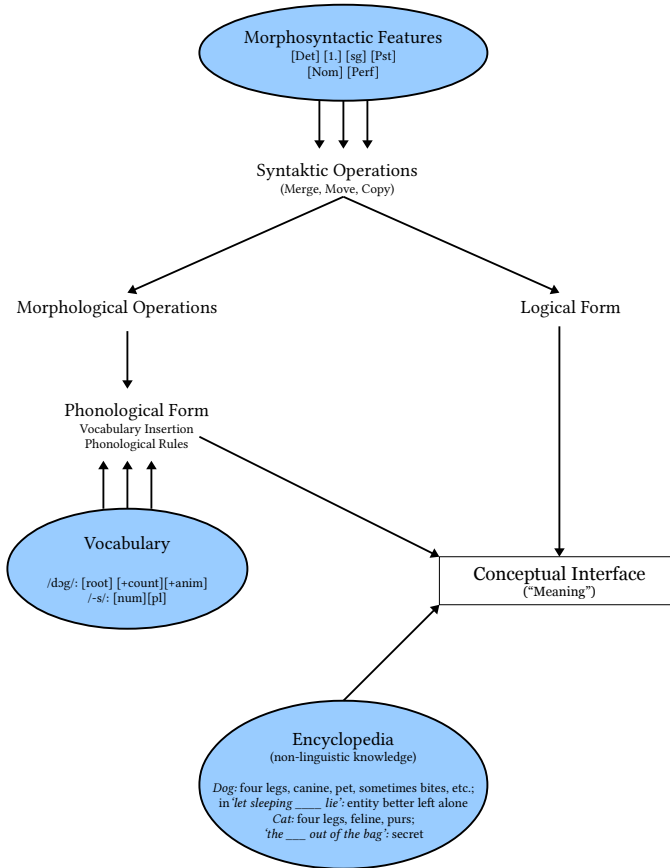 Morphosyntactic Features
[Det] [1.] [sg] [Pst]
[Nom] [Perf]
Syntaktic Operations
(Merge, Move, Copy)
Morphological Operations
Logical Form
Phonological Form
Vocabulary Insertion
Phonological Rules
Vocabulary
/dɔg/: [root] [+count][+anim]
/-s/: [num][pl]
Conceptual Interface
(“Meaning”)
Encyclopedia
(non-linguistic knowledge)
Dog: four legs, canine, pet, sometimes bites, etc.;
in ‘let sleeping ____ lie’: entity better left alone
Cat: four legs, feline, purs;
‘the ___ out of the bag’: secret